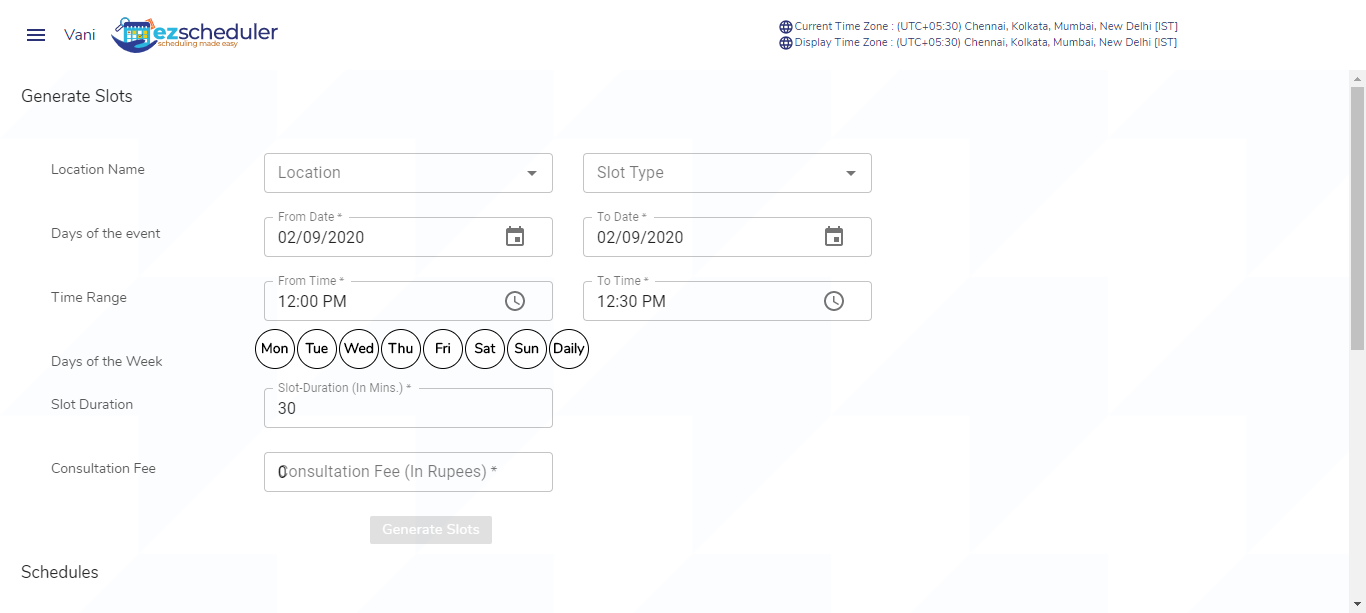 Vani
ezscheduler
scheduling made easy
Current Time Zone : (UTC+05:30) Chennai, Kolkata, Mumbai, New Delhi [IST]
Display Time Zone : (UTC+05:30) Chennai, Kolkata, Mumbai, New Delhi [IST]
Generate Slots
Location Name
Location
Slot Type
Days of the event
From Date *
02/09/2020
To Date *
02/09/2020
Time Range
From Time *
12:00 PM
To Time *
12:30 PM
Days of the Week
Mon Tue Wed Thu Fri Sat Sun Daily
Slot Duration
Slot-Duration (In Mins.) *
30
Consultation Fee
0
Consultation Fee (In Rupees) *
Generate Slots
Schedules